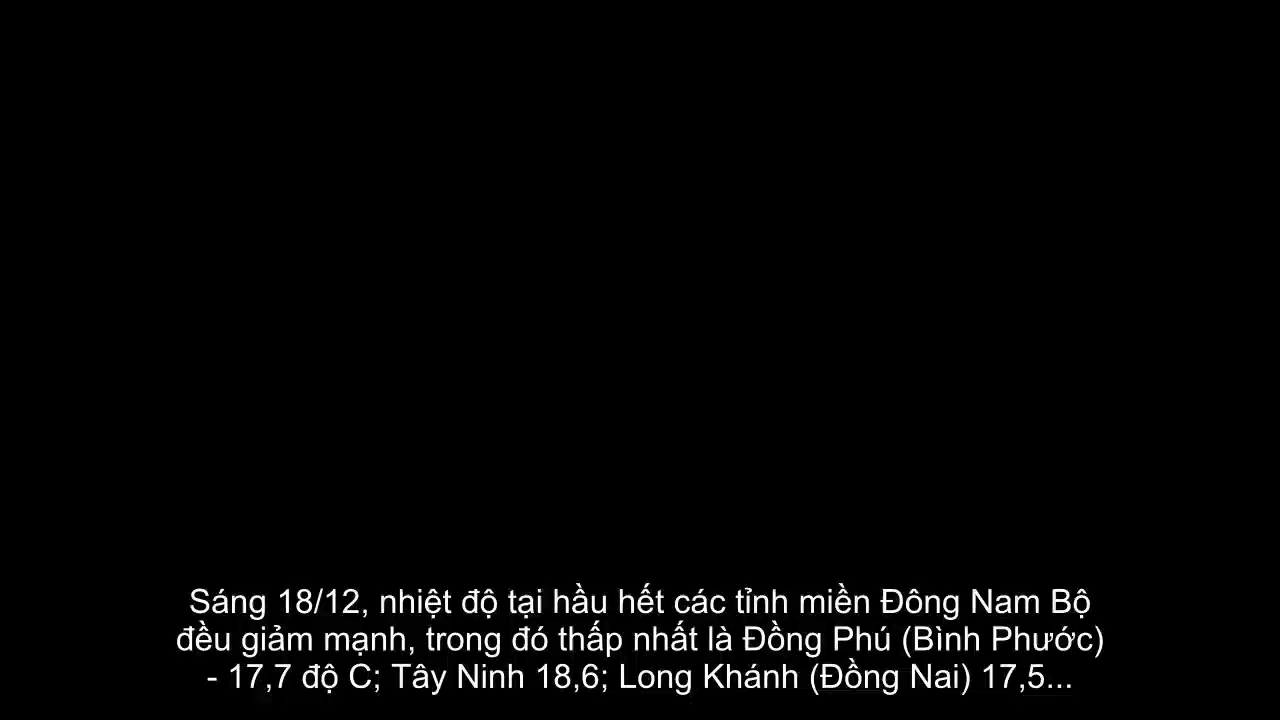 Sáng 18/12, nhiệt độ tại hầu hết các tỉnh miền Đông Nam Bộ
đều giảm mạnh, trong đó thấp nhất là Đồng Phú (Bình Phước)
- 17,7 độ C; Tây Ninh 18,6; Long Khánh (Đồng Nai) 17,5...